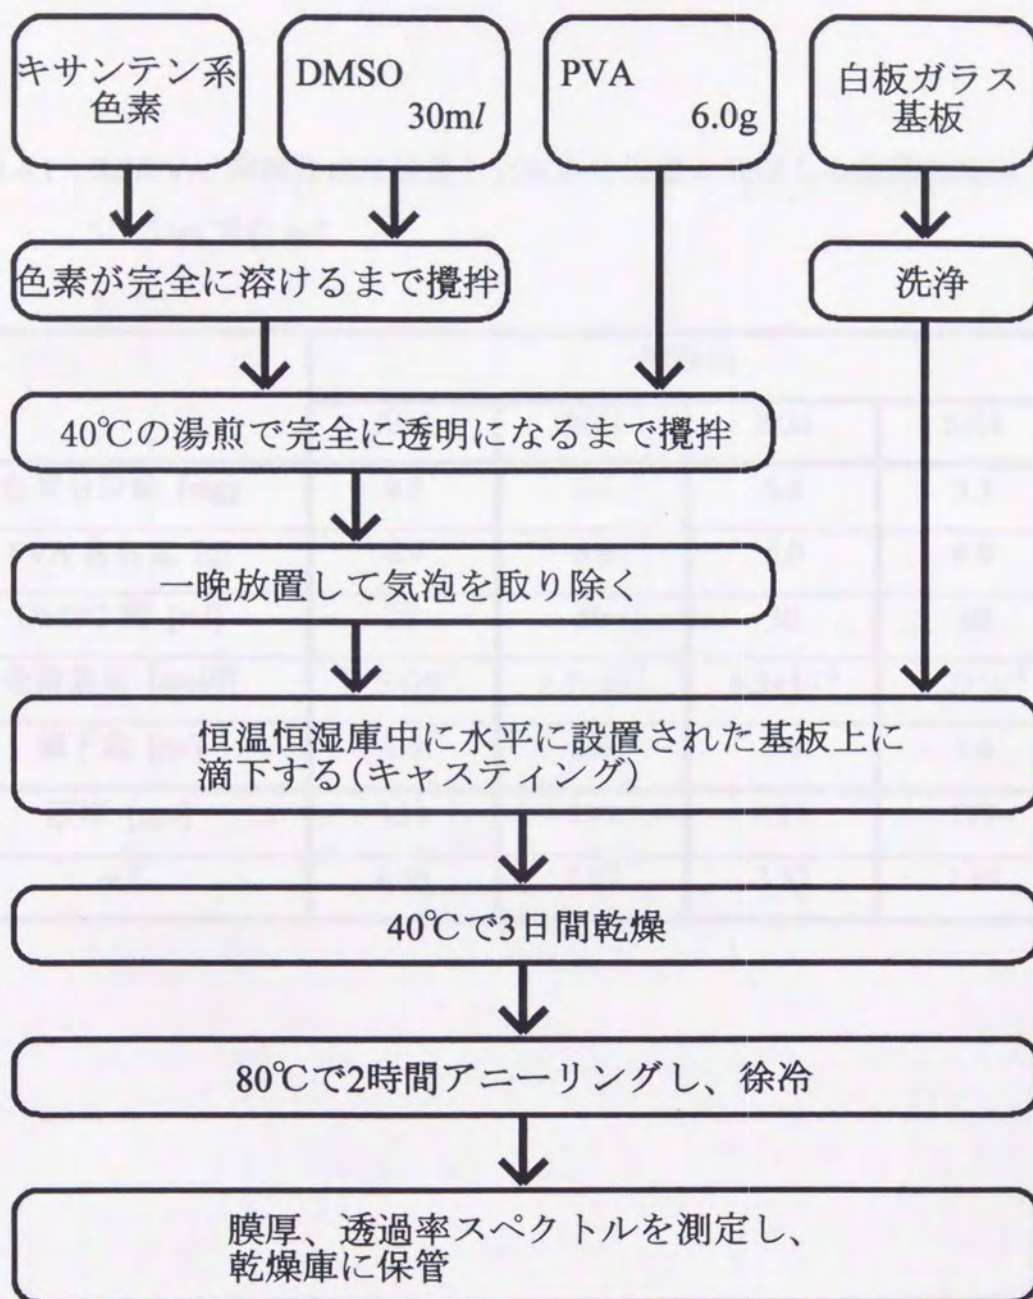 キサンテン系
色素
DMSO
30ml
PVA
6.0g
白板ガラス
基板
色素が完全に溶けるまで攪拌
洗浄
40℃の湯煎で完全に透明になるまで攪拌
一晩放置して気泡を取り除く
恒温恒湿庫中に水平に設置された基板上に
滴下する(キャスティング)
40℃で3日間乾燥
80℃で2時間アニーリングし、徐冷
膜厚、透過率スペクトルを測定し、
乾燥庫に保管